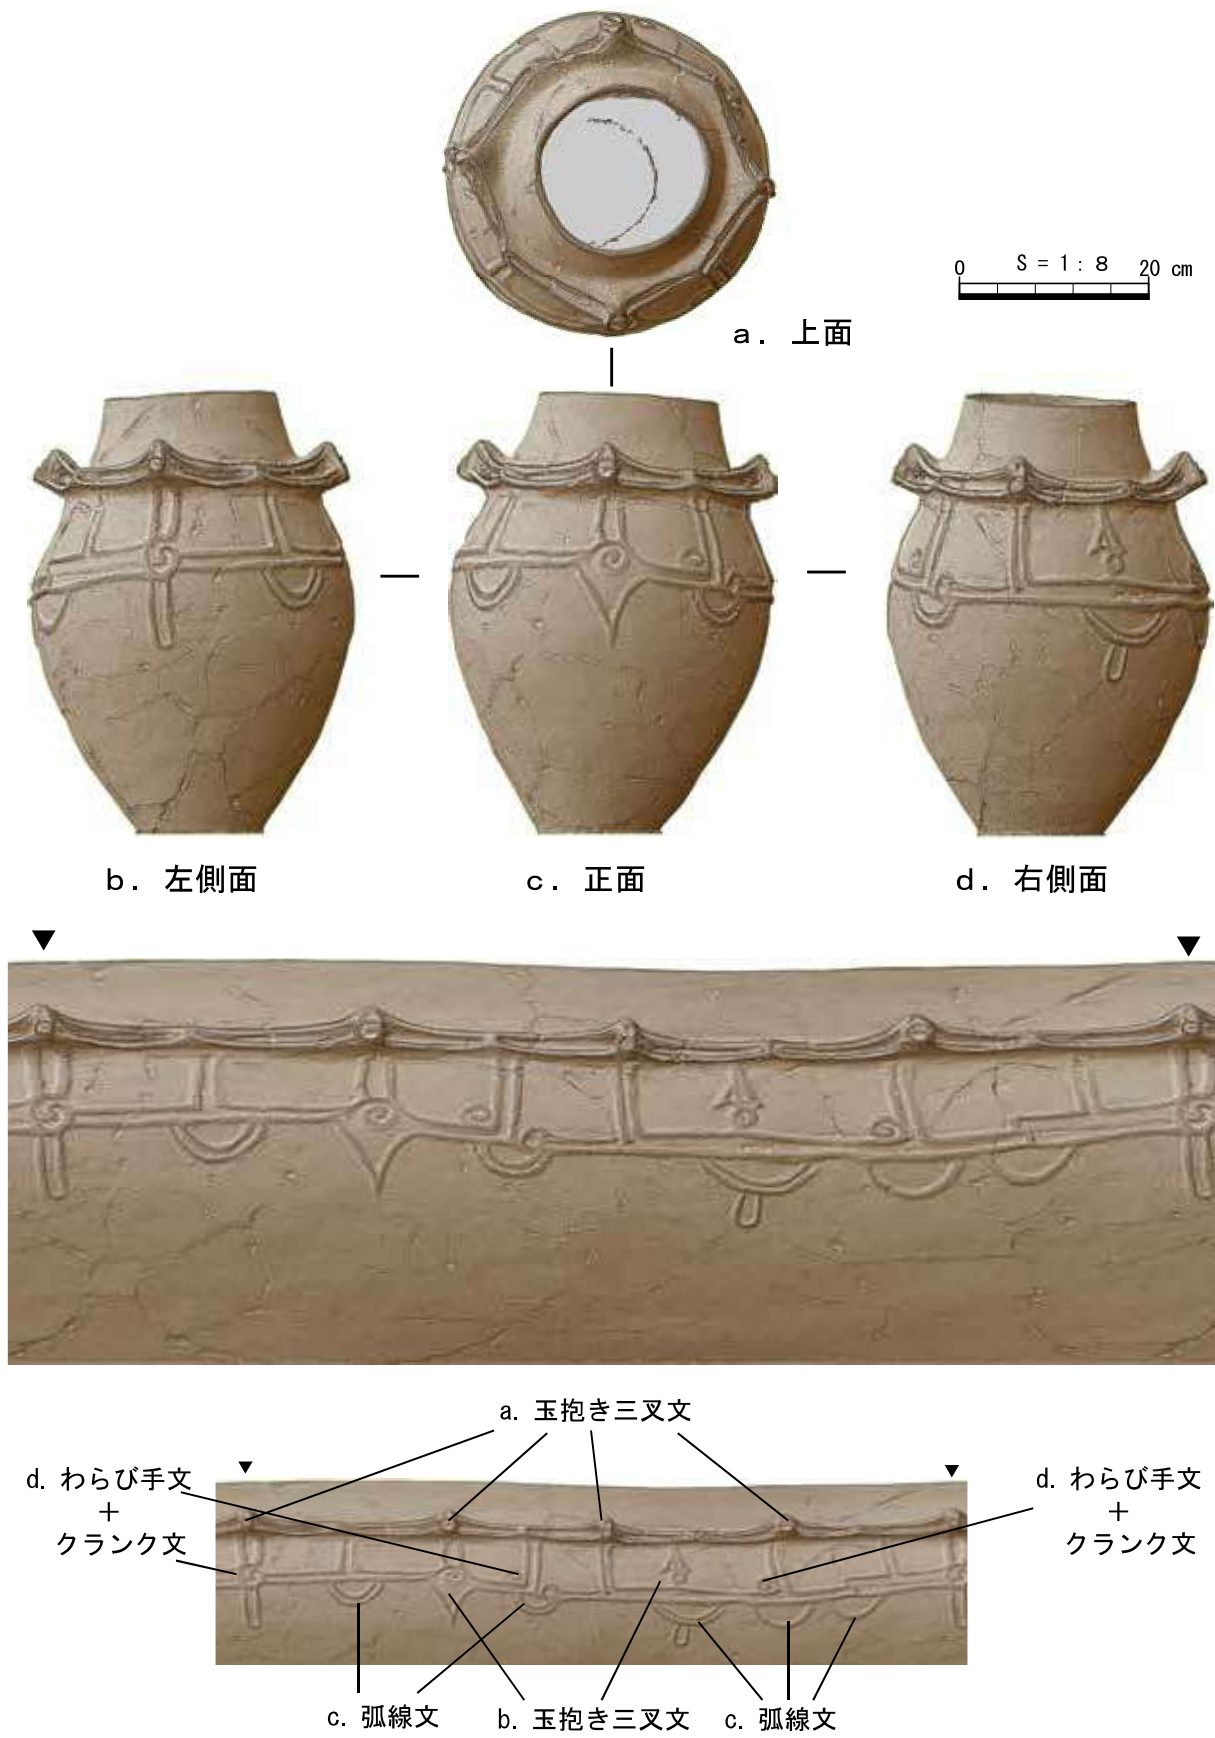 0 S = 1 : 8 20 cm
a. 上面
b. 左側面
c. 正面
d. 右側面
a. 玉抱き三叉文
d. わらび手文
+
クランク文
d. わらび手文
+
クランク文
c. 弧線文
b. 玉抱き三叉文
c. 弧線文